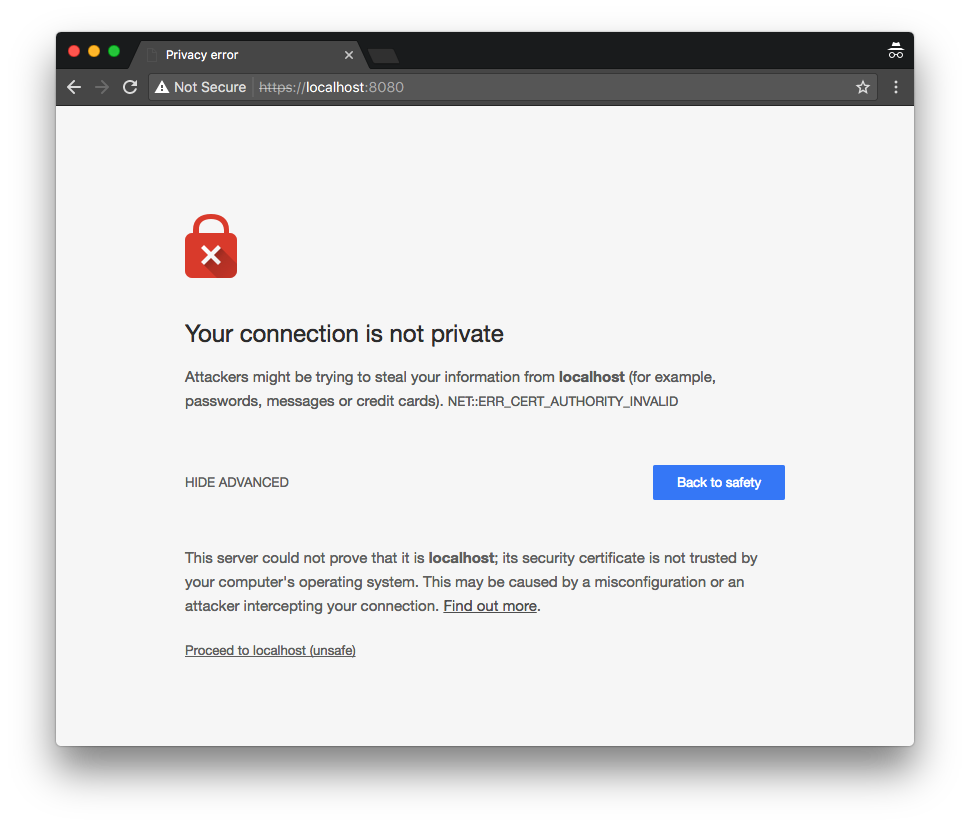 Privacy error
Not Secure https://localhost:8080
Your connection is not private
Attackers might be trying to steal your information from localhost (for example,
passwords, messages or credit cards). NET::ERR_CERT_AUTHORITY_INVALID
HIDE ADVANCED
Back to safety
This server could not prove that it is localhost; its security certificate is not trusted by
your computer's operating system. This may be caused by a misconfiguration or an
attacker intercepting your connection. Find out more.
Proceed to localhost (unsafe)